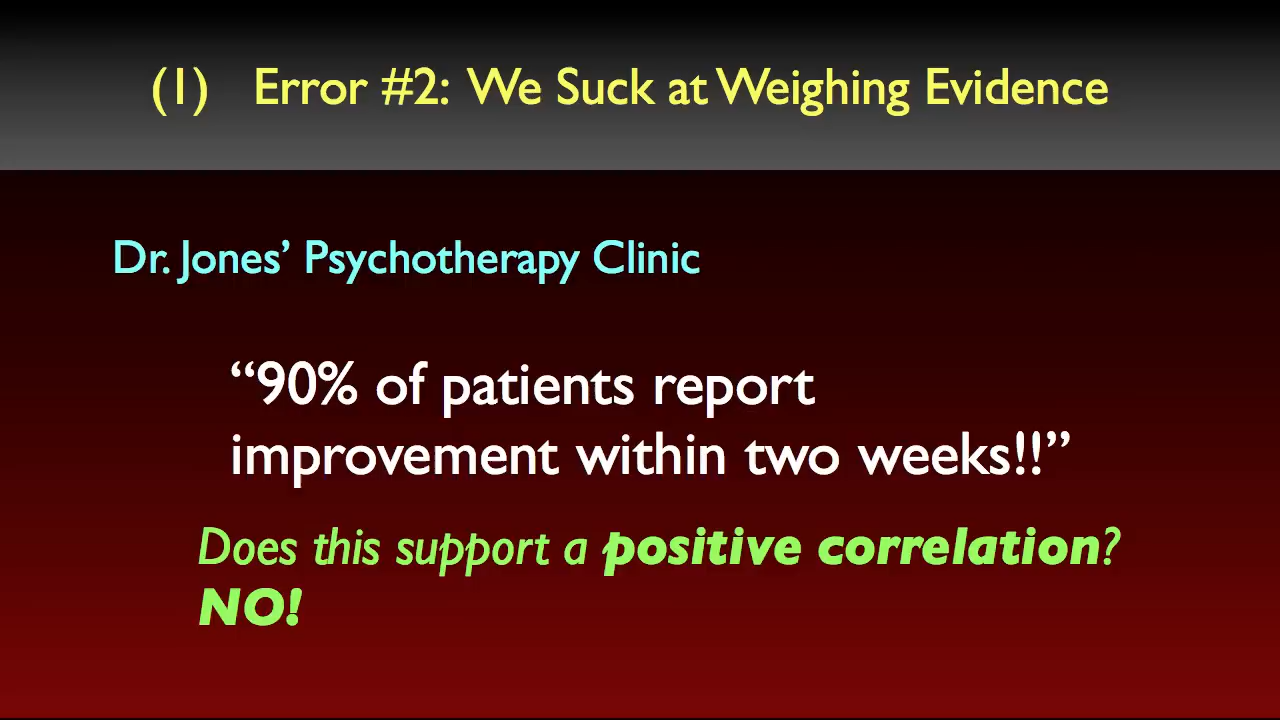 (1) Error #2: We Suck at Weighing Evidence
Dr. Jones’ Psychotherapy Clinic
“90% of patients report
improvement within two weeks!!”
Does this support a positive correlation?
NO!